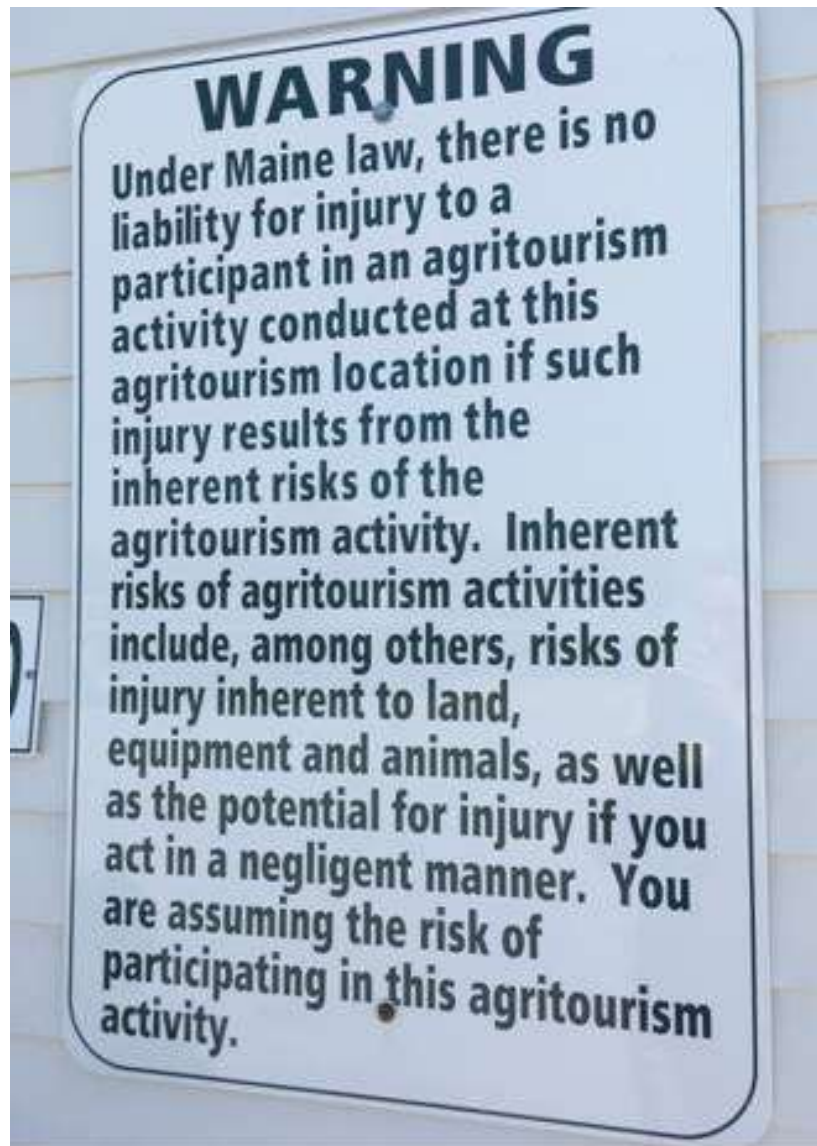 WARNING
Under Maine law, there is no
liability for injury to a
participant in an agritourism
activity conducted at this
agritourism location if such
injury results from the
inherent risks of the
agritourism activity.  Inherent
risks of agritourism activities
include, among others, risks of
injury inherent to land,
equipment and animals, as well
as the potential for injury if you
act in a negligent manner.  You
are assuming the risk of
participating in this agritourism
activity.